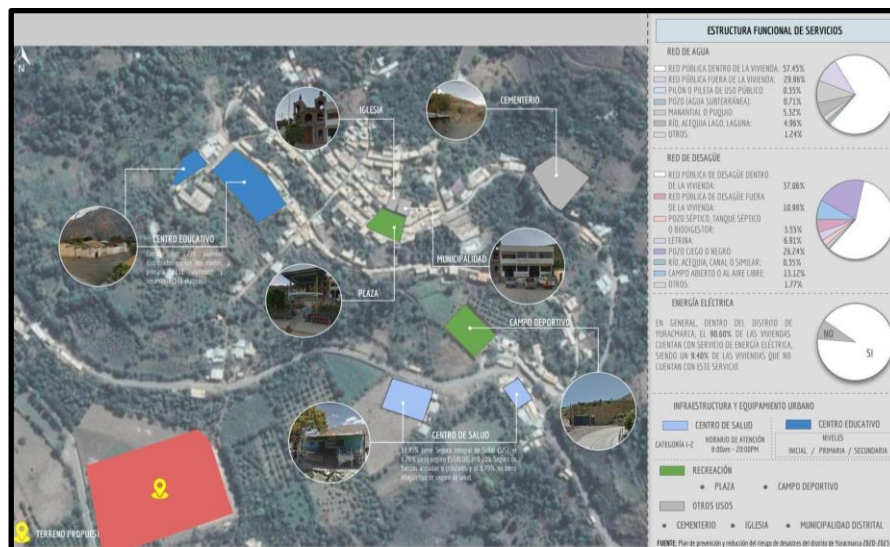 N
IGLESIA
CEMENTERIO
CENTRO EDUCATIVO
MUNICIPALIDAD
PLAZA
CAMPO DEPORTIVO
CENTRO DE SALUD
TERRENO PROPUES
ESTRUCTURA FUNCIONAL DE SERVICIOS
RED DE AGUA
RED PÚBLICA DENTRO DE LA VIVIENDA: 57.45%
RED PÚBLICA FUERA DE LA VIVIENDA: 29.96%
PILÓN O PILETA DE USO PÚBLICO: 0.35%
POZO (AGUA SUBTERRÁNEA): 0.71%
MANANTIAL O PUQUIO: 5.32%
RÍO, ACEQUIA LAGO, LAGUNA: 4.96%
OTROS: 1.24%
RED DE DESAGÜE
RED PÚBLICA DE DESAGÜE DENTRO
DE LA VIVIENDA: 37.06%
RED PÚBLICA DE DESAGÜE FUERA
DE LA VIVIENDA: 10.99%
POZO SÉPTICO, TANQUE SÉPTICO
O BIODIGESTOR: 3.55%
LETRINA: 6.91%
POZO CIEGO O NEGRO: 26.24%
RÍO, ACEQUIA, CANAL O SIMILAR: 0.35%
CAMPO ABIERTO O AL AIRE LIBRE: 13.12%
OTROS: 1.77%
ENERGÍA ELÉCTRICA
EN GENERAL, DENTRO DEL DISTRITO DE
YURACMARCA, EL 90.60% DE LAS VIVIENDAS
CUENTAN CON SERVICIO DE ENERGÍA ELÉCTRICA,
SIENDO UN 9.40% DE LAS VIVIENDAS QUE NO
CUENTAN CON ESTE SERVICIO.
NO
SI
INFRAESTRUCTURA Y EQUIPAMIENTO URBANO
CENTRO DE SALUD
CATEGORÍA I-2
HORARIO DE ATENCIÓN
8:00am - 20:00PM
CENTRO EDUCATIVO
NIVELES
INICIAL / PRIMARIA / SECUNDARIA
RECREACIÓN
• PLAZA • CAMPO DEPORTIVO
OTROS USOS
• CEMENTERIO • IGLESIA • MUNICIPALIDAD DISTRITAL
FUENTE: Plan de prevención y reducción del riesgo de desastres del distrito de Yuracmarca 2020-2023